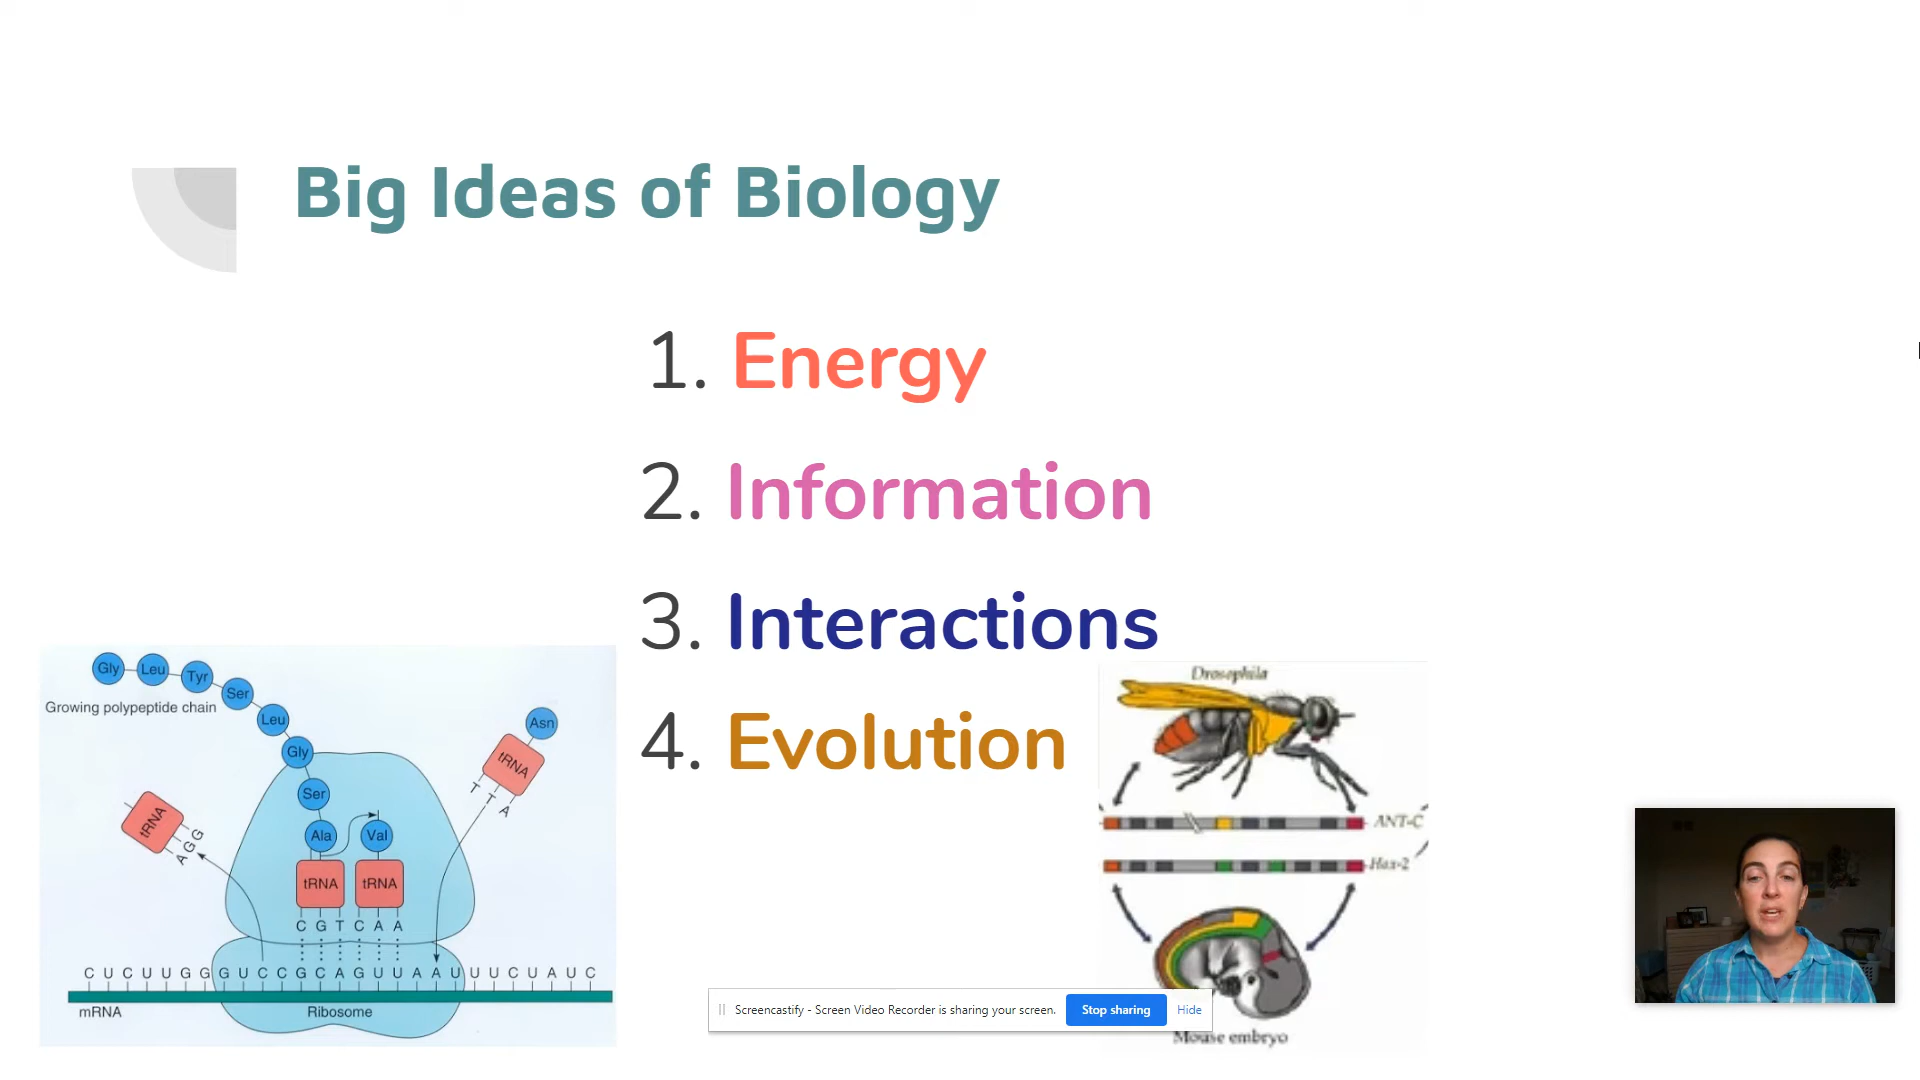 Big Ideas of Biology
1. Energy
2. Information
3. Interactions
4. Evolution
Gly Leu Tyr Ser Leu Gly Ser Ala Val
Growing polypeptide chain
Asn
tRNA
T T A
tRNA
A G G
tRNA tRNA
C G T C A A
C U C U U G G G U C C G C A G U U A A U U U C U A U C
mRNA
Ribosome
Drosophila
ANT-C
Hox-2
Mouse embryo
Screencastify - Screen Video Recorder is sharing your screen.
Stop sharing
Hide